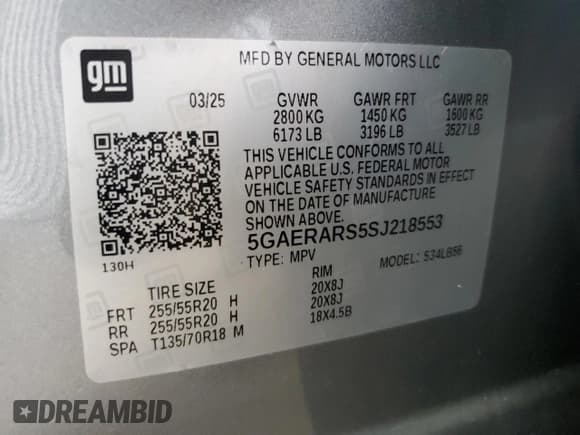 gm
MFD BY GENERAL MOTORS LLC
03/25 GVWR GAWR FRT GAWR RR
2800 KG 1450 KG 1600 KG
6173 LB 3196 LB 3527 LB
THIS VEHICLE CONFORMS TO ALL
APPLICABLE U.S. FEDERAL MOTOR
VEHICLE SAFETY STANDARDS IN EFFECT
ON THE DATE OF MANUFACTURE
SHOWN ABOVE.
5GAERARS5SJ218553
130H
TYPE: MPV MODEL: 534LB56
TIRE SIZE RIM
FRT 255/55R20 H 20X8J
RR 255/55R20 H 20X8J
SPA T135/70R18 M 18X4.5B
DREAMBID